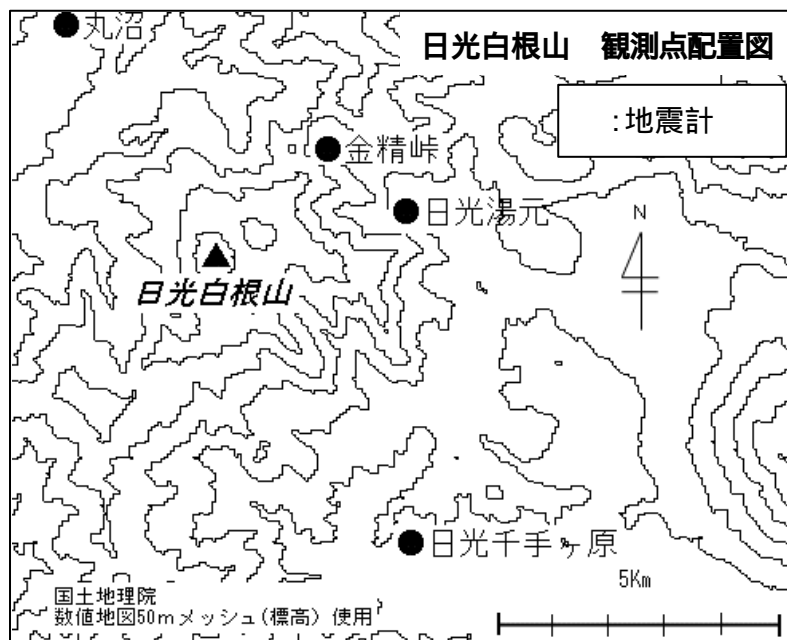 丸沼
日光白根山 観測点配置図
:地震計
金精峠
日光湯元
N
日光白根山
日光千手ヶ原
5Km
国土地理院
数値地図50mメッシュ(標高)使用